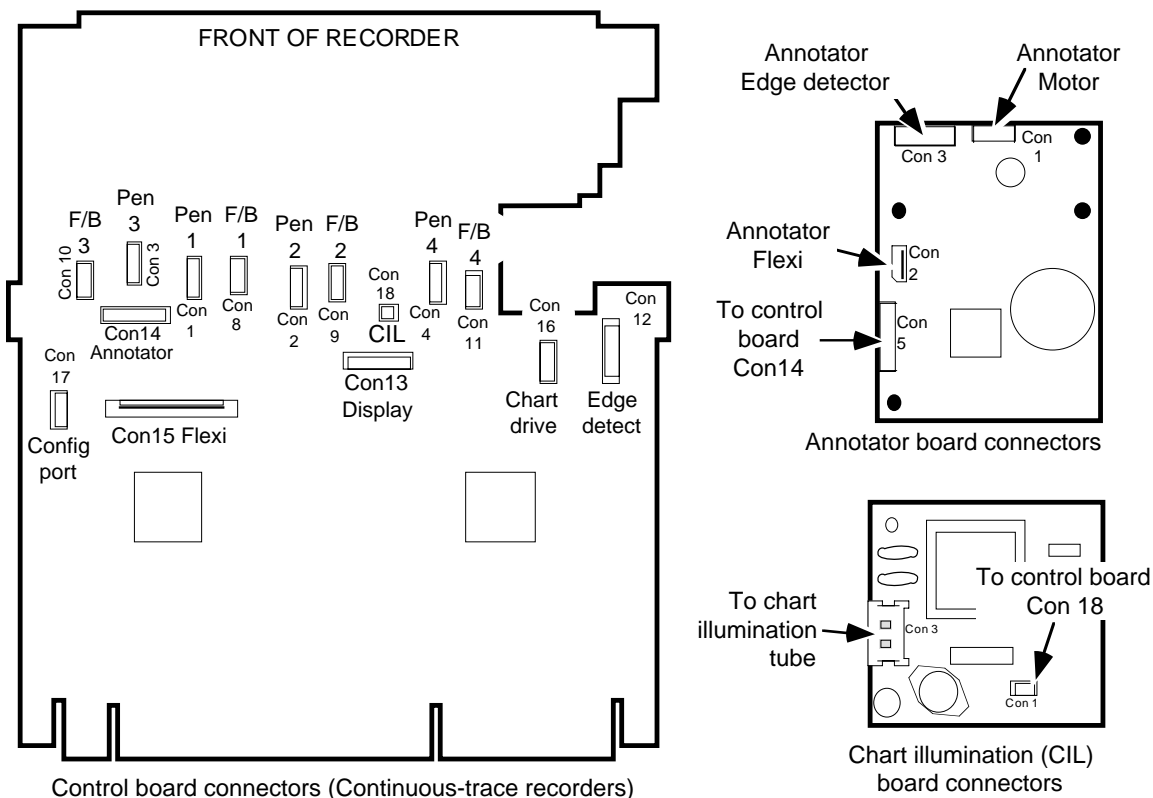 FRONT OF RECORDER
F/B
3
Con 10
Pen
3
Con 3
Pen
1
Con
1
F/B
1
Con
8
Pen
2
Con
2
F/B
2
Con
9
Con
18
CIL
Pen
4
Con
4
F/B
4
Con
11
Con
16
Chart
drive
Con
12
Edge
detect
Con14
Annotator
Con13
Display
Con
17
Config
port
Con15 Flexi
Control board connectors (Continuous-trace recorders)
Annotator
Edge detector
Annotator
Motor
Con 3
Con
1
Annotator
Flexi
Con
2
To control
board
Con14
Con
5
Annotator board connectors
To control board
Con 18
To chart
illumination
tube
Con 3
Con 1
Chart illumination (CIL)
board connectors